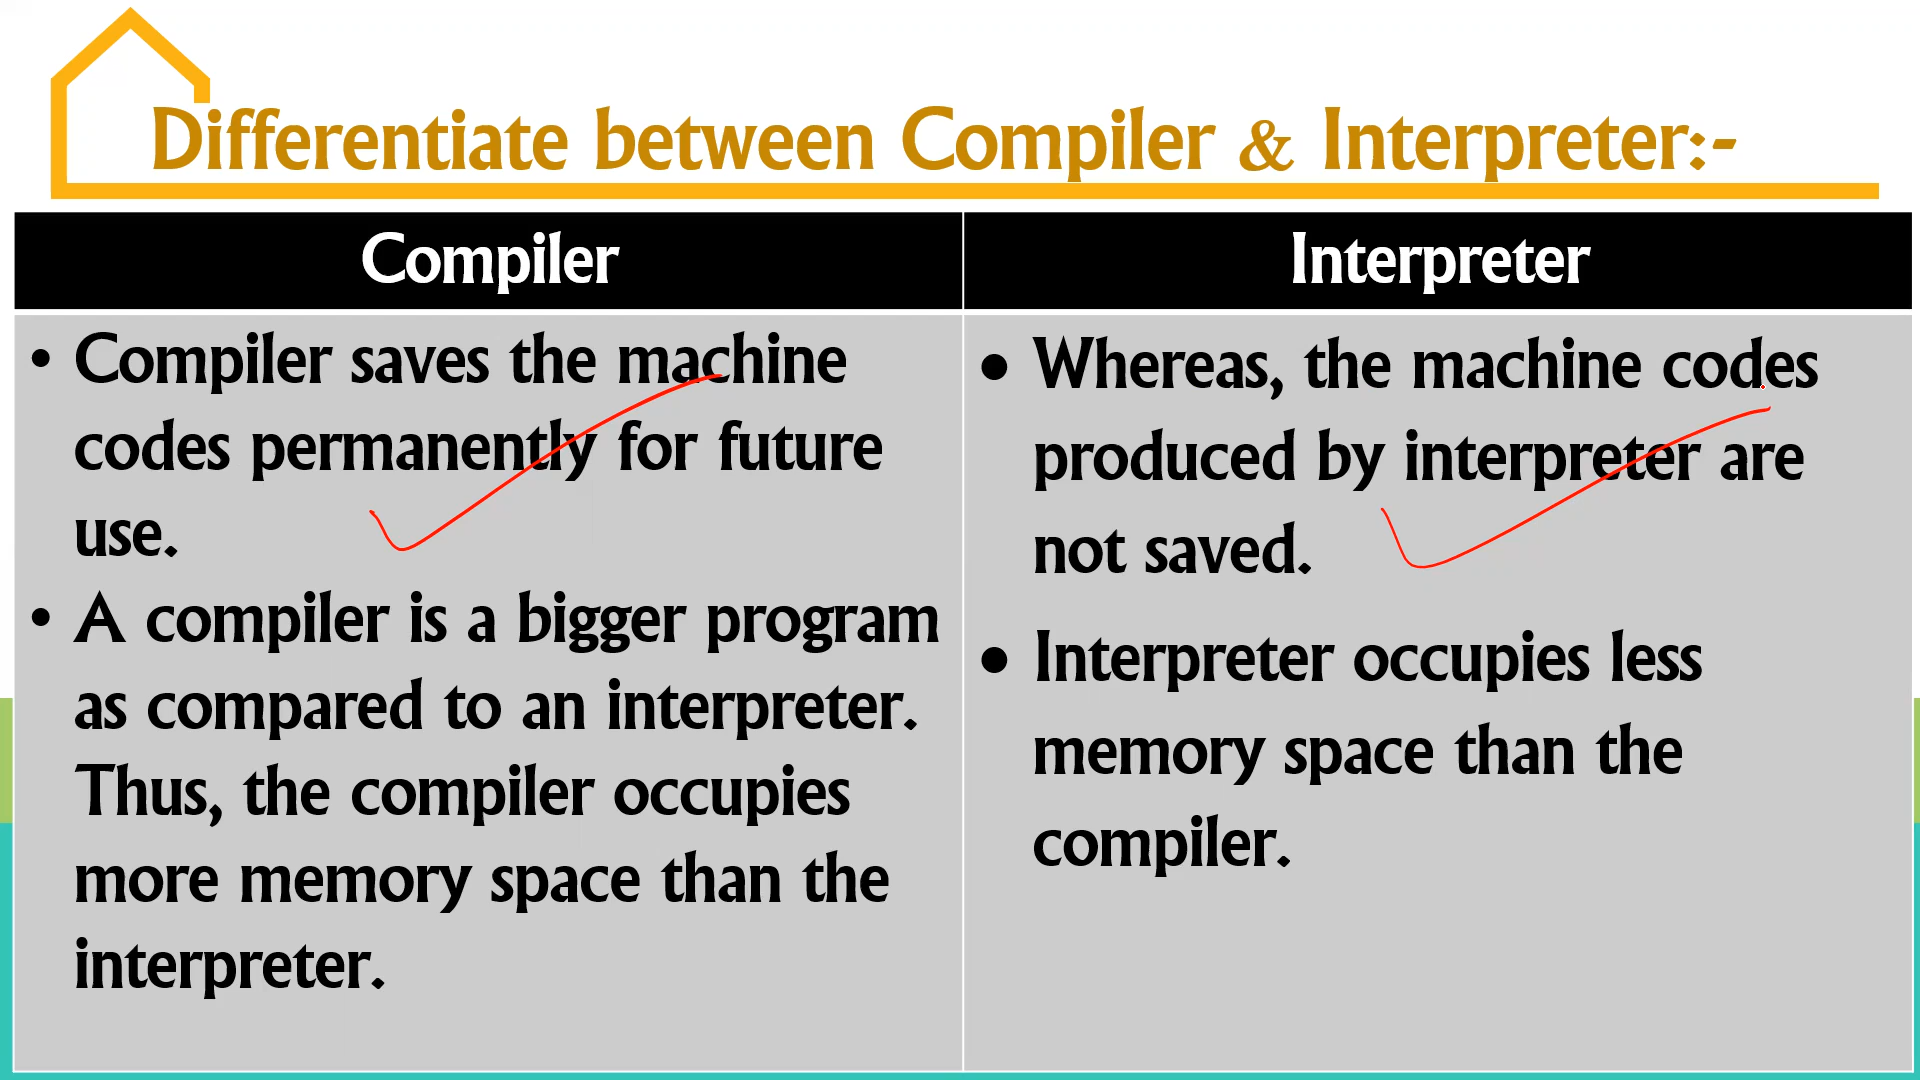 Differentiate between Compiler & Interpreter:-
Compiler
Interpreter
• Compiler saves the machine
codes permanently for future
use.
• A compiler is a bigger program
as compared to an interpreter.
Thus, the compiler occupies
more memory space than the
interpreter.
• Whereas, the machine codes
produced by interpreter are
not saved.
• Interpreter occupies less
memory space than the
compiler.